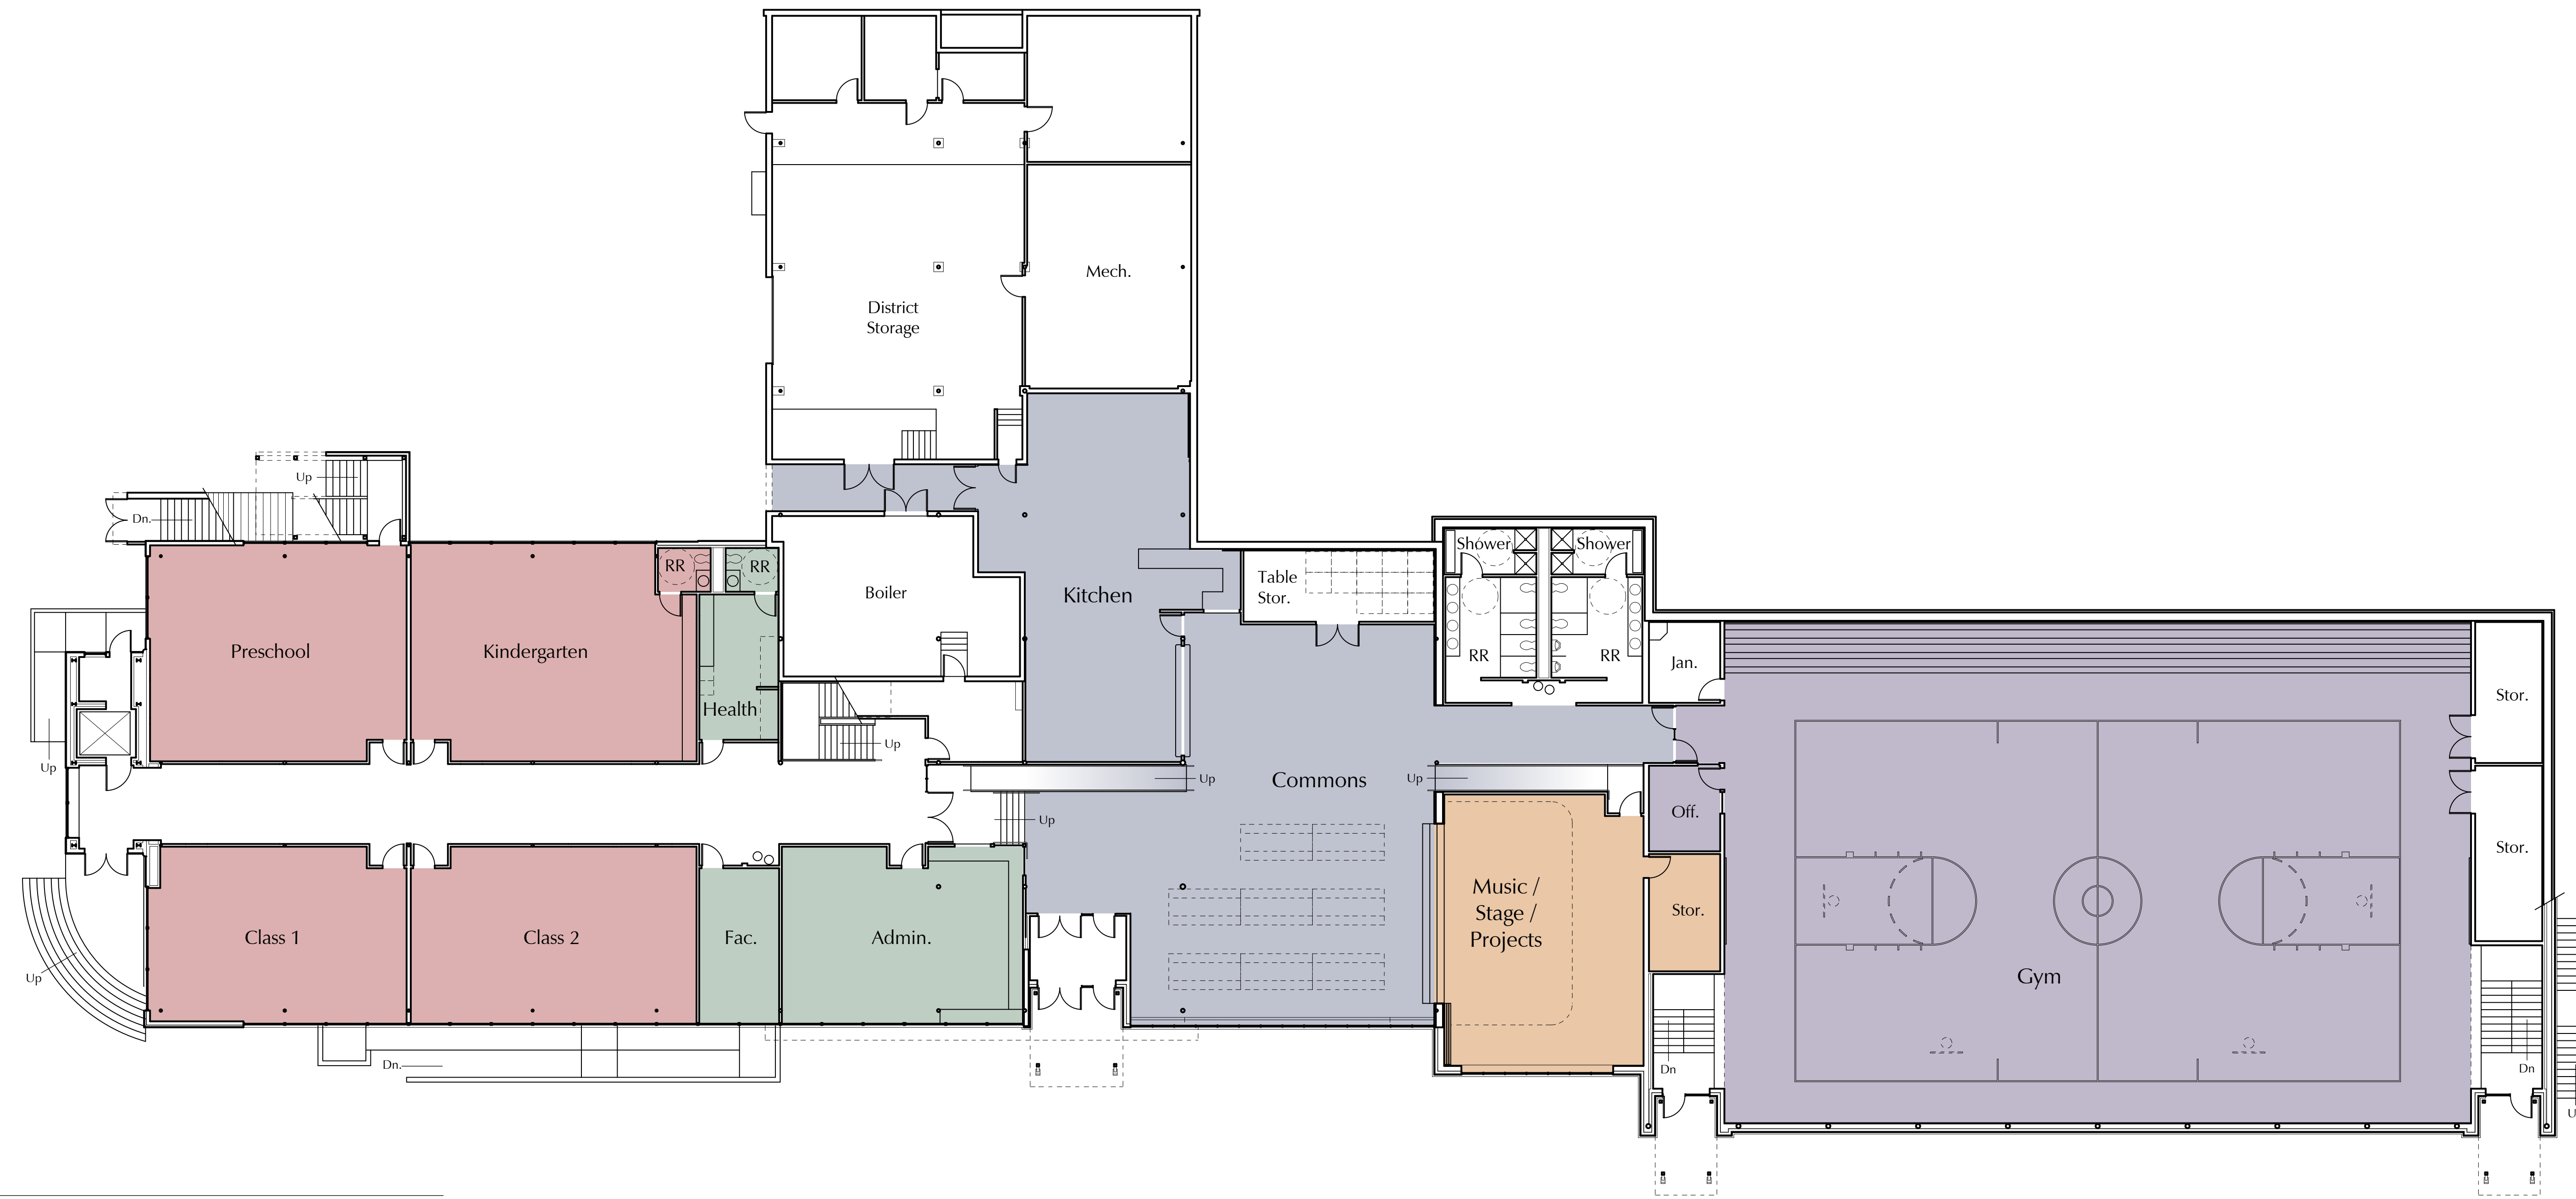 Mech.
District
Storage
Up
Dn.
Shower
Shower
RR
RR
Boiler
Kitchen
Table
Stor.
Preschool
Kindergarten
RR
RR
Jan.
Health
Stor.
Up
Up
Up
Commons
Up
Up
Off.
Stor.
Music /
Stage /
Projects
Stor.
Class 1
Class 2
Fac.
Admin.
Up
Gym
Dn.
Dn
Dn